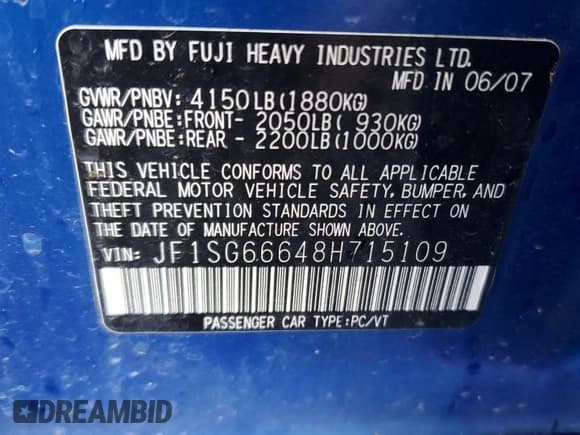 MFD BY FUJI HEAVY INDUSTRIES LTD.
MFD IN 06/07
GVWR/PNBV: 4150LB(1880KG)
GAWR/PNBE:FRONT- 2050LB( 930KG)
GAWR/PNBE:REAR - 2200LB(1000KG)
THIS VEHICLE CONFORMS TO ALL APPLICABLE
FEDERAL MOTOR VEHICLE SAFETY, BUMPER, AND
THEFT PREVENTION STANDARDS IN EFFECT ON
THE DATE OF MANUFACTURE SHOWN ABOVE.
VIN: JF1SG66648H715109
PASSENGER CAR TYPE:PC/VT
DREAMBID